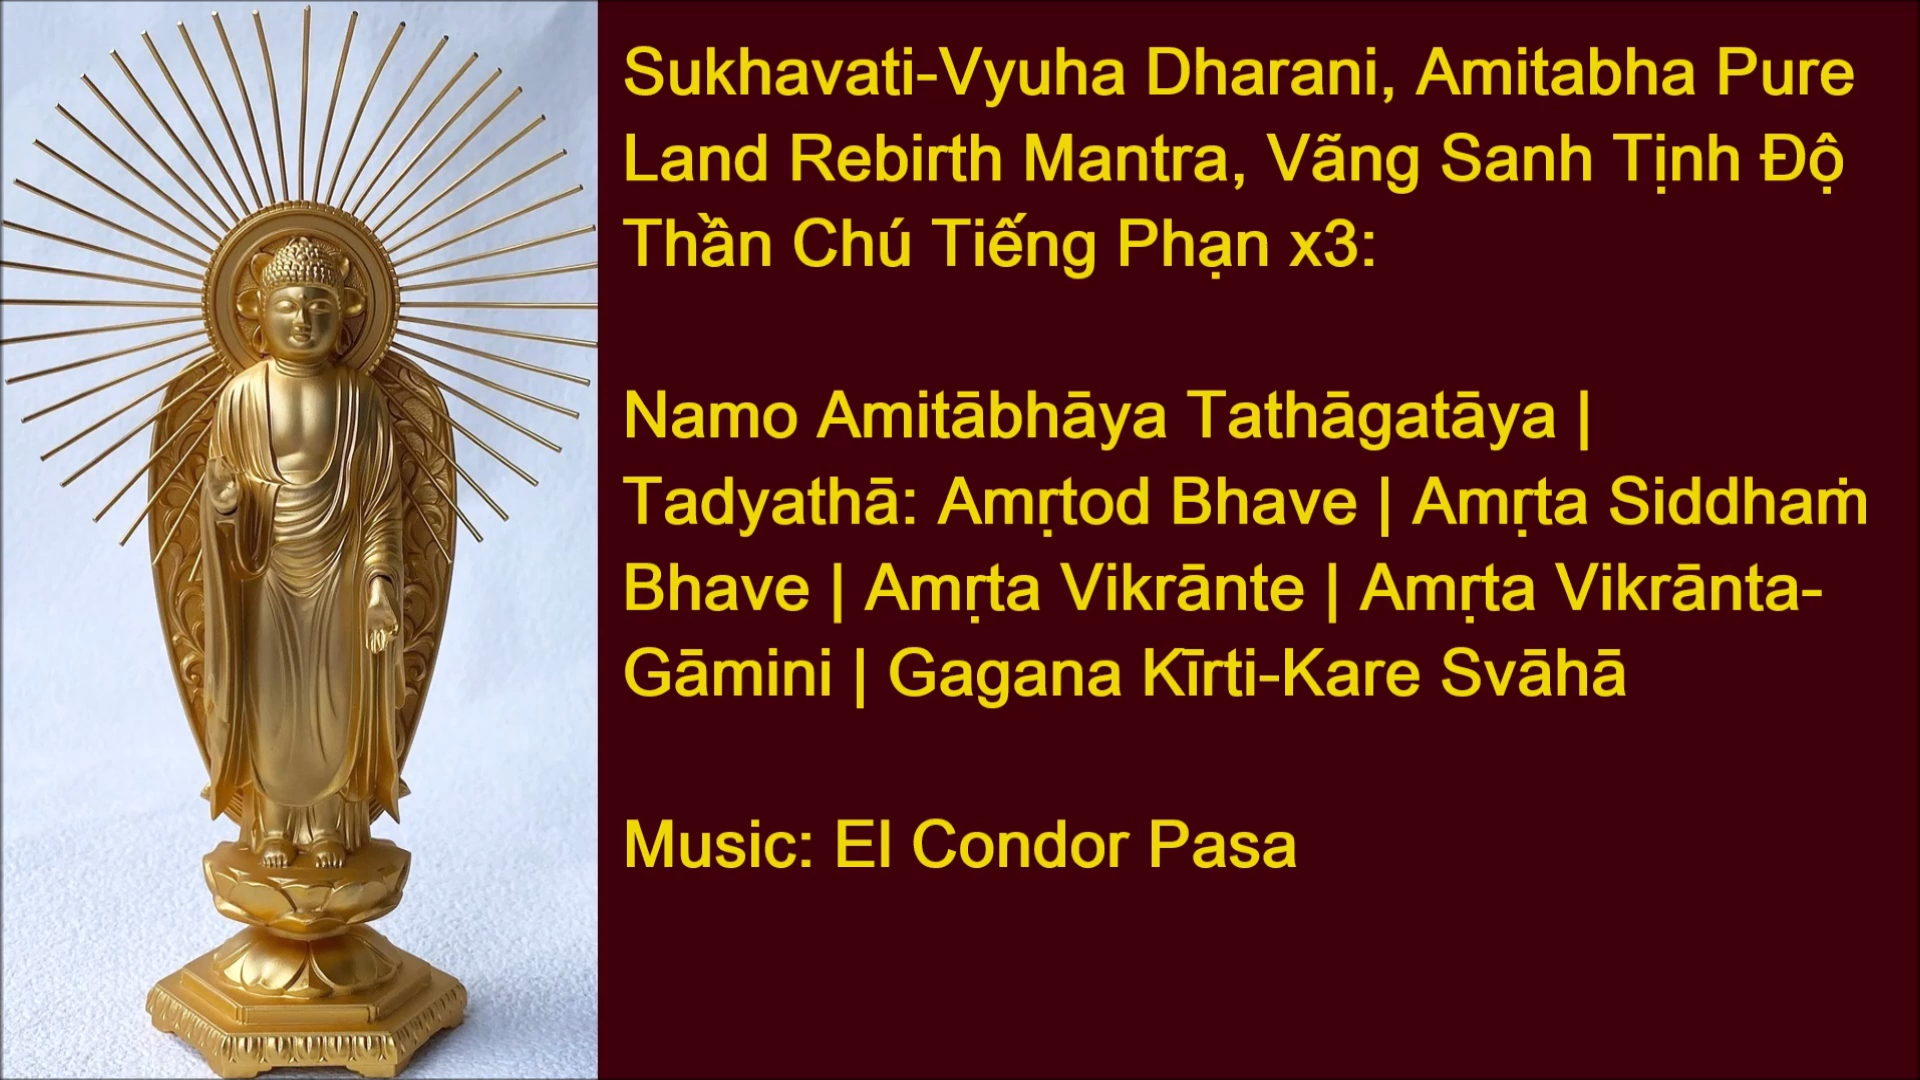 Sukhavati-Vyuha Dharani, Amitabha Pure
Land Rebirth Mantra, Vãng Sanh Tịnh Độ
Thần Chú Tiếng Phạn x3:
Namo Amitābhāya Tathāgatāya |
Tadyathā: Amṛtod Bhave | Amṛta Siddhaṁ
Bhave | Amṛta Vikrānte | Amṛta Vikrānta-
Gāmini | Gagana Kīrti-Kare Svāhā
Music: El Condor Pasa